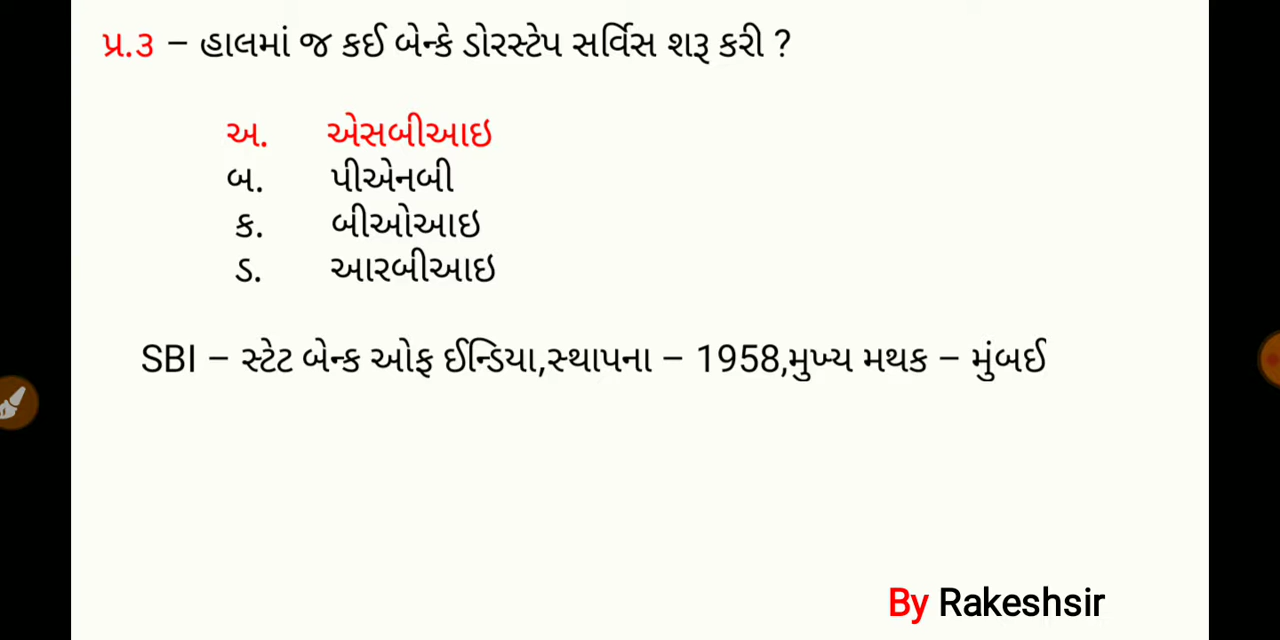 પ્ર.૩ – હાલમાં જ કઈ બેન્કે ડોરસ્ટેપ સર્વિસ શરૂ કરી ?
અ. એસબીઆઇ
બ. પીએનબી
ક. બીઓઆઇ
ડ. આરબીઆઇ
SBI – સ્ટેટ બેન્ક ઓફ ઈન્ડિયા,સ્થાપના – 1958,મુખ્ય મથક – મુંબઈ
By Rakeshsir